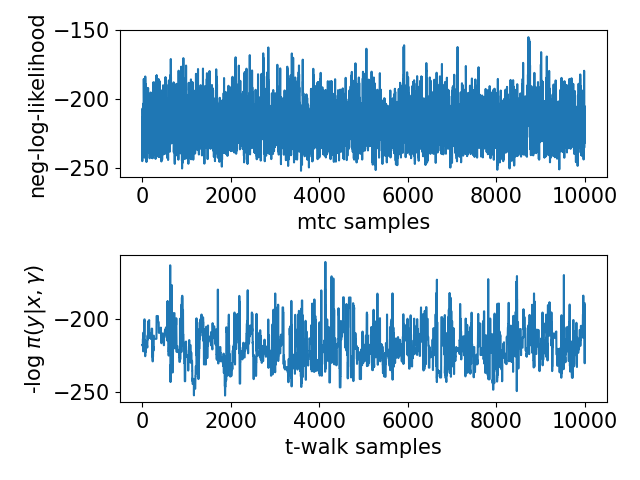 neg-log-likelihood
−150
−200
−250
0 2000 4000 6000 8000 10000
mtc samples
-log π(y|x, γ)
−200
−250
0 2000 4000 6000 8000 10000
t-walk samples